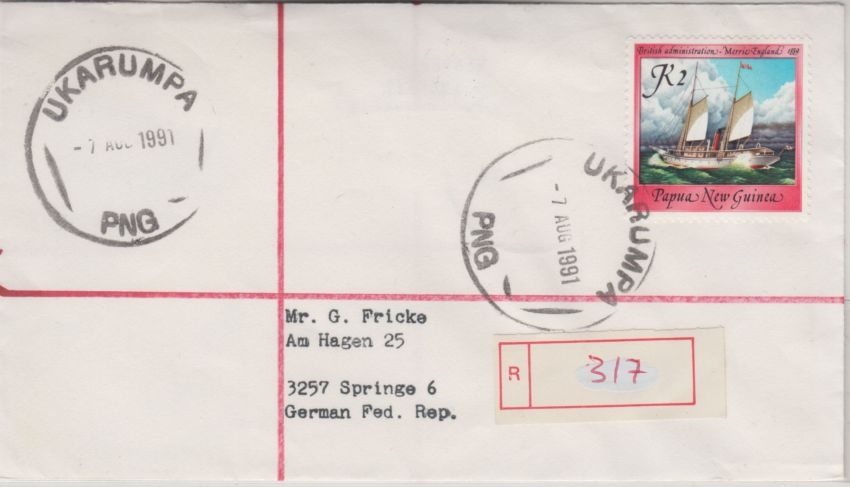 UKARUMPA
- 7 AUG 1991
PNG
British administration - Merrie England 1889
K2
Papua New Guinea
UKARUMPA
- 7 AUG 1991
PNG
Mr. G. Fricke
Am Hagen 25
3257 Springe 6
German Fed. Rep.
R 317